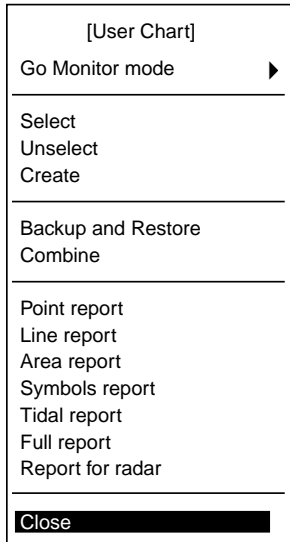 [User Chart]
Go Monitor mode
Select
Unselect
Create
Backup and Restore
Combine
Point report
Line report
Area report
Symbols report
Tidal report
Full report
Report for radar
Close